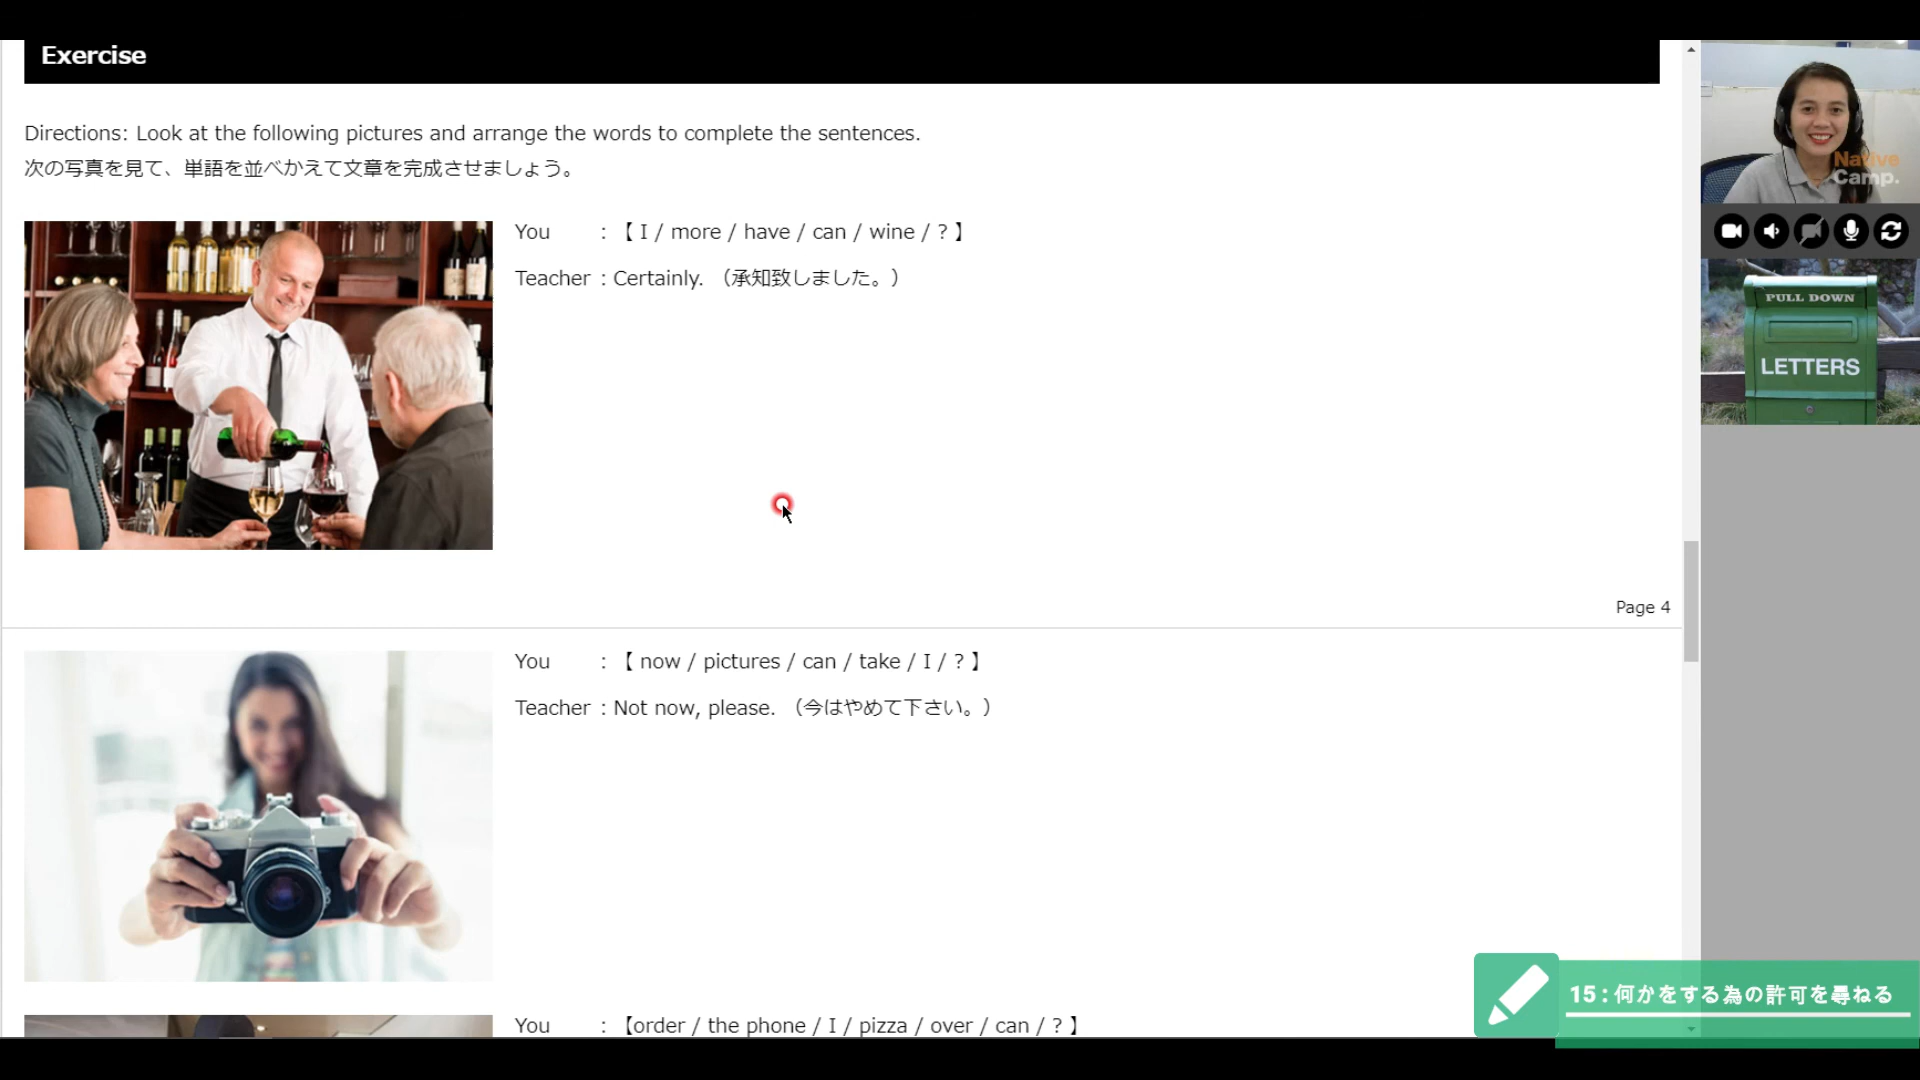 Exercise
Directions: Look at the following pictures and arrange the words to complete the sentences.
次の写真を見て、単語を並べかえて文章を完成させましょう。
You : 【 I / more / have / can / wine / ? 】
Teacher : Certainly. （承知致しました。）
Page 4
You : 【 now / pictures / can / take / I / ? 】
Teacher : Not now, please. （今はやめて下さい。）
You : 【order / the phone / I / pizza / over / can / ? 】
Native
Camp.
PULL DOWN
LETTERS
15 : 何かをする為の許可を尋ねる